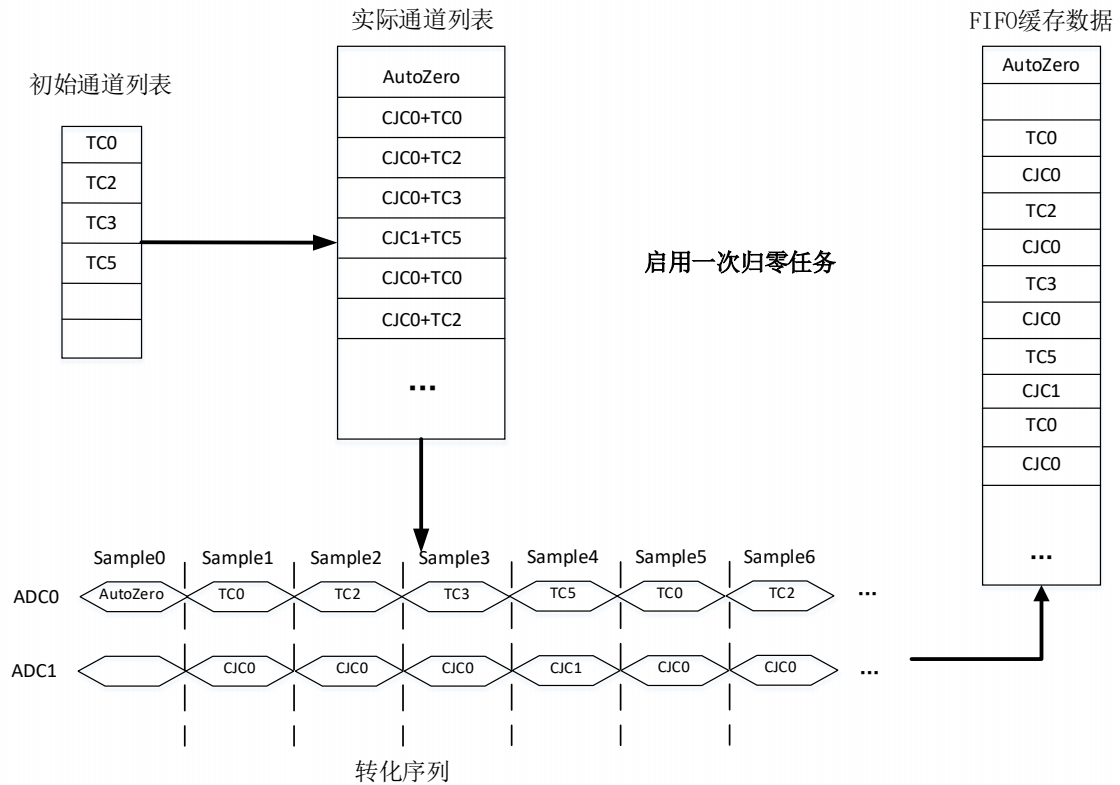 实际通道列表
FIFO缓存数据
初始通道列表
TC0
TC2
TC3
TC5
AutoZero
CJC0+TC0
CJC0+TC2
CJC0+TC3
CJC1+TC5
CJC0+TC0
CJC0+TC2
...
启用一次归零任务
AutoZero
TC0
CJC0
TC2
CJC0
TC3
CJC0
TC5
CJC1
TC0
CJC0
...
Sample0 Sample1 Sample2 Sample3 Sample4 Sample5 Sample6
ADC0 AutoZero TC0 TC2 TC3 TC5 TC0 TC2 ...
ADC1 CJC0 CJC0 CJC0 CJC1 CJC0 CJC0 ...
转化序列